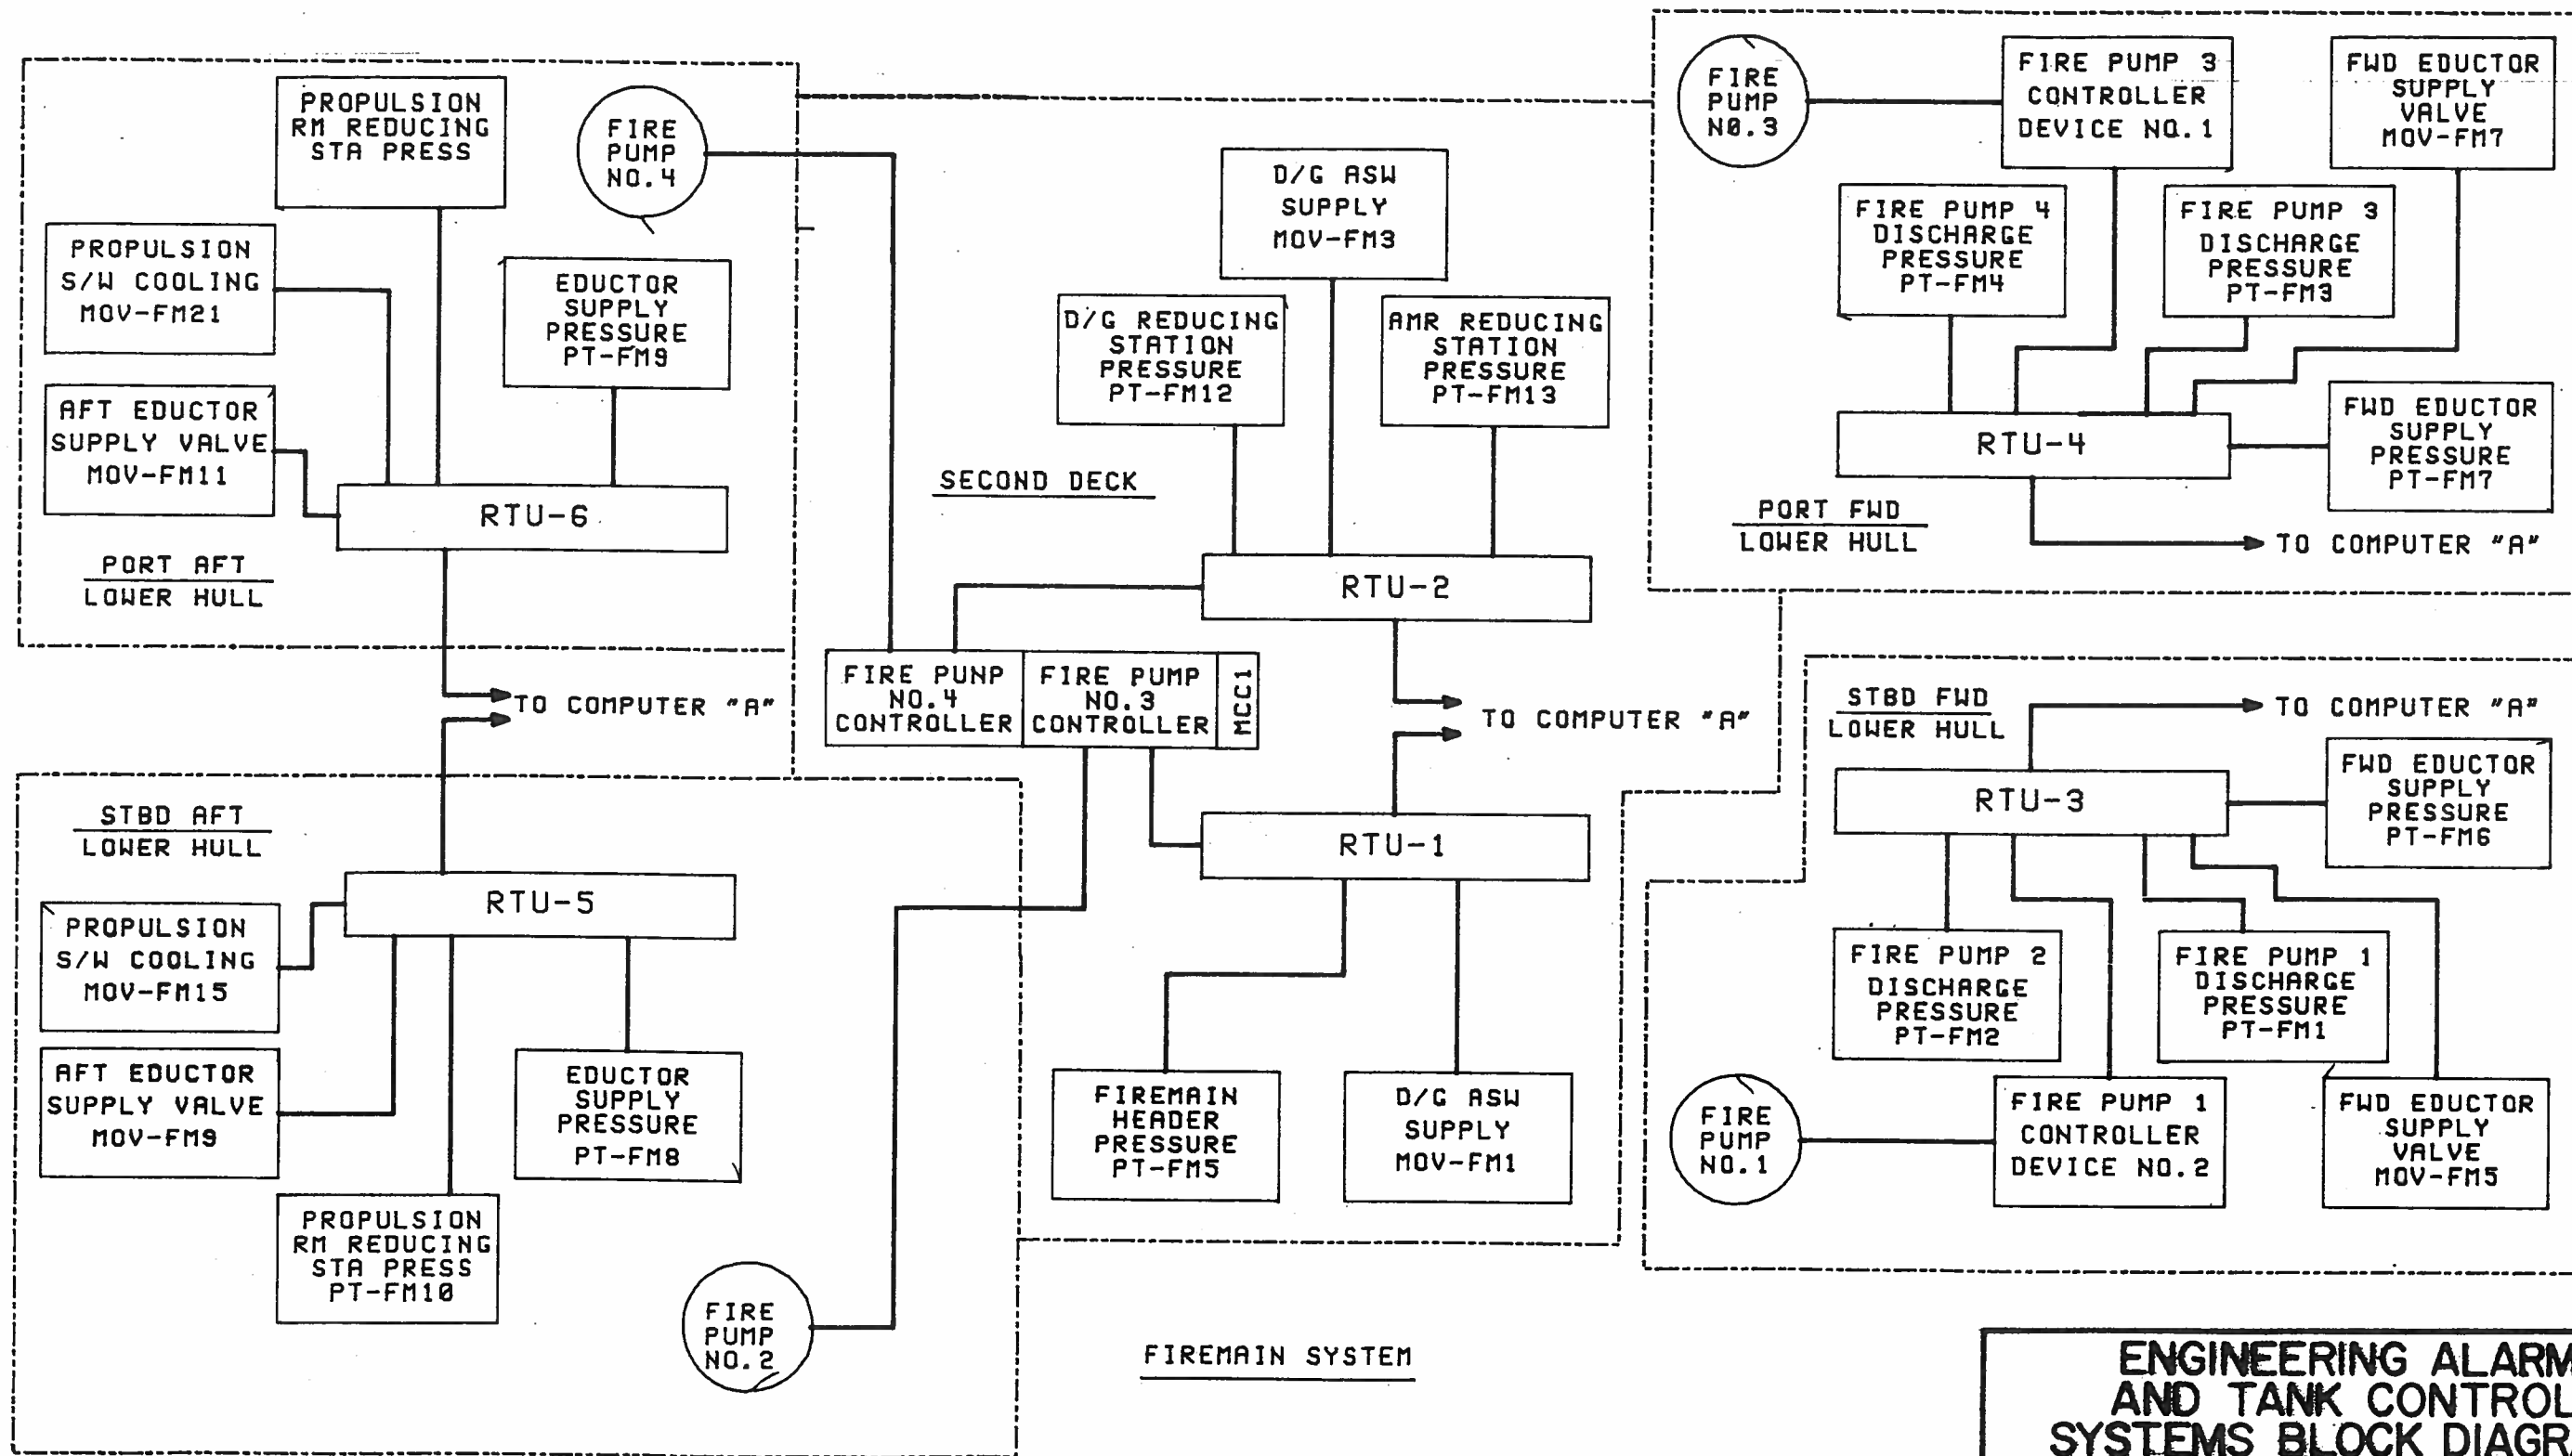 PROPULSION
RM REDUCING
STA PRESS
FIRE
PUMP
NO.4
PROPULSION
S/W COOLING
MOV-FM21
EDUCTOR
SUPPLY
PRESSURE
PT-FM9
AFT EDUCTOR
SUPPLY VALVE
MOV-FM11
RTU-6
PORT AFT
LOWER HULL
TO COMPUTER "A"
D/G ASW
SUPPLY
MOV-FM3
D/G REDUCING
STATION
PRESSURE
PT-FM12
AMR REDUCING
STATION
PRESSURE
PT-FM13
SECOND DECK
RTU-2
FIRE PUNP
NO.4
CONTROLLER
FIRE PUMP
NO.3
CONTROLLER
MCC1
TO COMPUTER "A"
RTU-1
FIREMAIN
HEADER
PRESSURE
PT-FM5
D/G ASW
SUPPLY
MOV-FM1
FIRE
PUMP
NO.3
FIRE PUMP 3
CONTROLLER
DEVICE NO.1
FWD EDUCTOR
SUPPLY
VALVE
MOV-FM7
FIRE PUMP 4
DISCHARGE
PRESSURE
PT-FM4
FIRE PUMP 3
DISCHARGE
PRESSURE
PT-FM3
RTU-4
FWD EDUCTOR
SUPPLY
PRESSURE
PT-FM7
PORT FWD
LOWER HULL
TO COMPUTER "A"
STBD FWD
LOWER HULL
TO COMPUTER "A"
RTU-3
FWD EDUCTOR
SUPPLY
PRESSURE
PT-FM6
FIRE PUMP 2
DISCHARGE
PRESSURE
PT-FM2
FIRE PUMP 1
DISCHARGE
PRESSURE
PT-FM1
FIRE
PUMP
NO.1
FIRE PUMP 1
CONTROLLER
DEVICE NO.2
FWD EDUCTOR
SUPPLY
VALVE
MOV-FM5
STBD AFT
LOWER HULL
RTU-5
PROPULSION
S/W COOLING
MOV-FM15
AFT EDUCTOR
SUPPLY VALVE
MOV-FM9
EDUCTOR
SUPPLY
PRESSURE
PT-FM8
PROPULSION
RM REDUCING
STA PRESS
PT-FM10
FIRE
PUMP
NO.2
FIREMAIN SYSTEM
ENGINEERING ALARM
AND TANK CONTROL
SYSTEMS BLOCK DIAGR